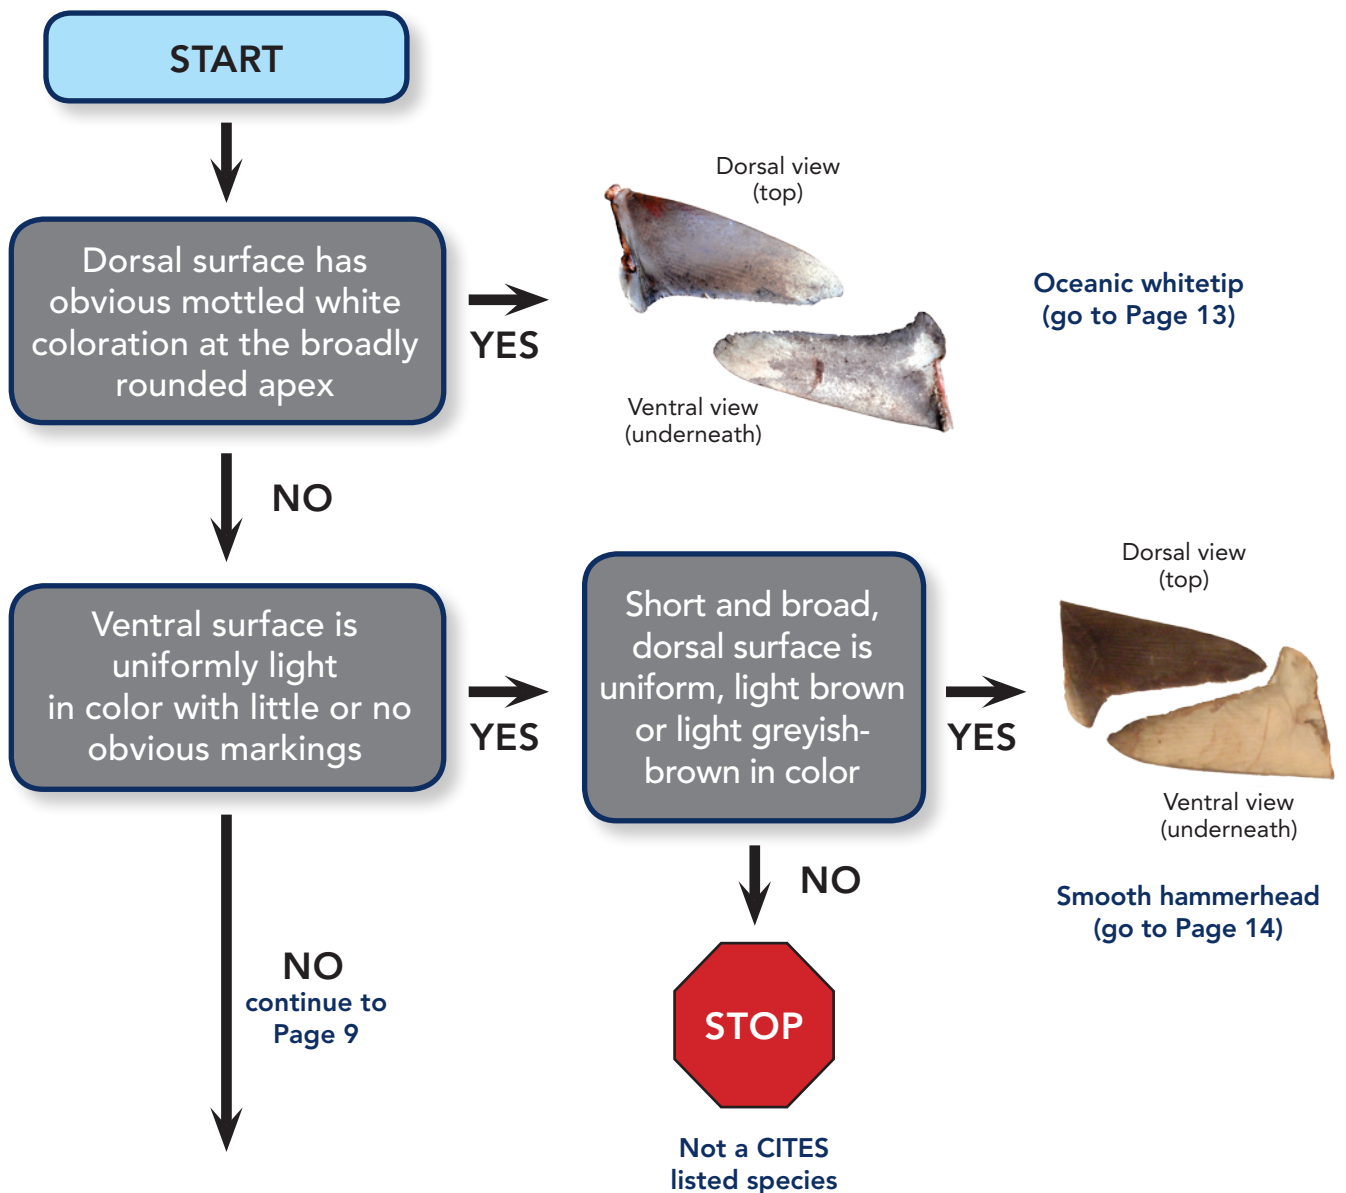 START
Dorsal surface has
obvious mottled white
coloration at the broadly
rounded apex
YES
Dorsal view
(top)
Ventral view
(underneath)
Oceanic whitetip
(go to Page 13)
NO
Ventral surface is
uniformly light
in color with little or no
obvious markings
YES
Short and broad,
dorsal surface is
uniform, light brown
or light greyish-
brown in color
YES
Dorsal view
(top)
Ventral view
(underneath)
Smooth hammerhead
(go to Page 14)
NO
STOP
Not a CITES
listed species
NO
continue to
Page 9